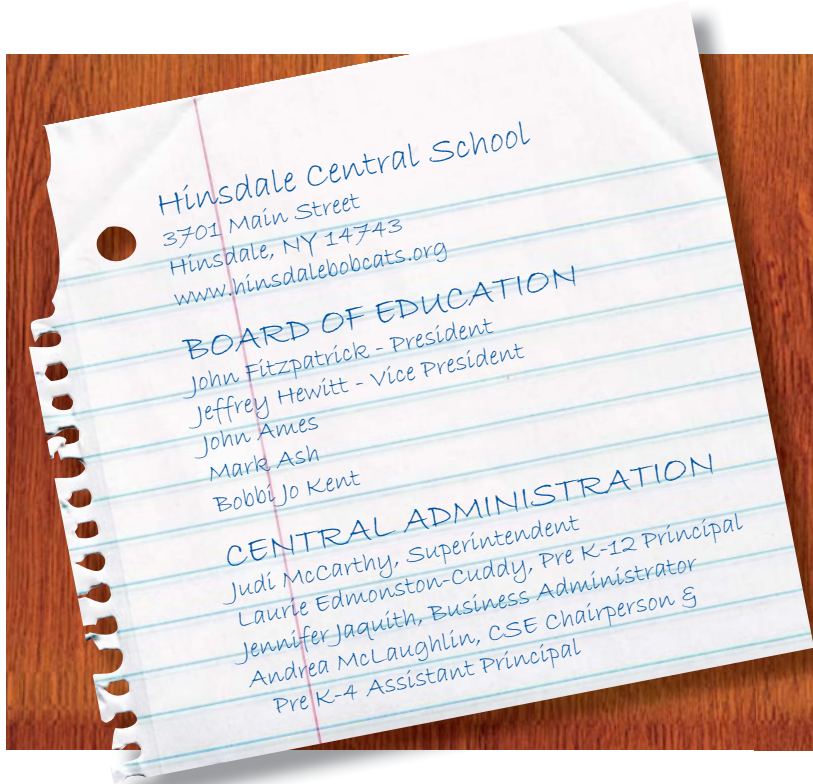 Hinsdale Central School
3701 Main Street
Hinsdale, NY 14743
www.hinsdalebobcats.org
BOARD OF EDUCATION
John Fitzpatrick - President
Jeffrey Hewitt - Vice President
John Ames
Mark Ash
Bobbi Jo Kent
CENTRAL ADMINISTRATION
Judi McCarthy, Superintendent
Laurie Edmonston-Cuddy, Pre K-12 Principal
Jennifer Jaquith, Business Administrator
Andrea McLaughlin, CSE Chairperson &
Pre K-4 Assistant Principal